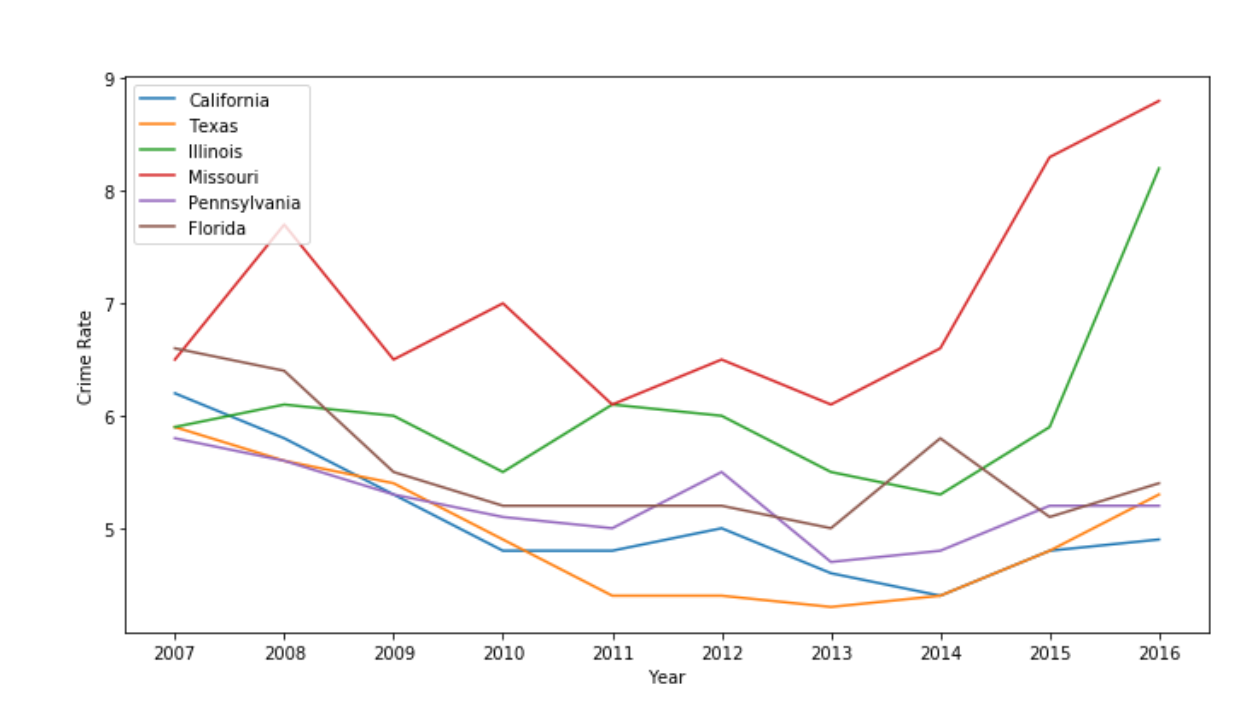 9
California
Texas
Illinois
Missouri
Pennsylvania
Florida
8
7
6
5
Crime Rate
2007 2008 2009 2010 2011 2012 2013 2014 2015 2016
Year